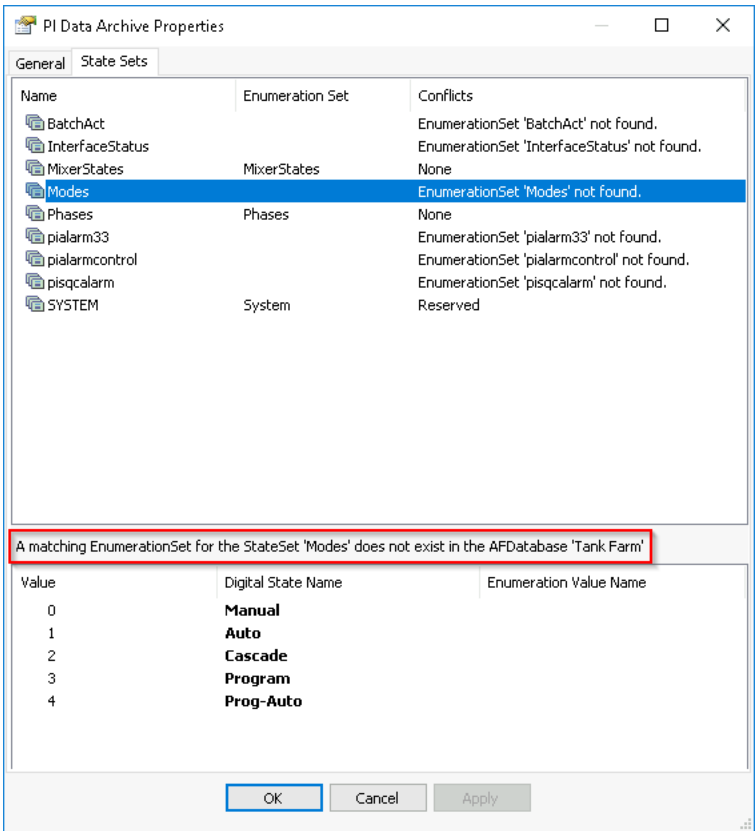 PI Data Archive Properties
General State Sets
Name Enumeration Set Conflicts
BatchAct EnumerationSet 'BatchAct' not found.
InterfaceStatus EnumerationSet 'InterfaceStatus' not found.
MixerStates MixerStates None
Modes EnumerationSet 'Modes' not found.
Phases Phases None
pialarm33 EnumerationSet 'pialarm33' not found.
pialarmcontrol EnumerationSet 'pialarmcontrol' not found.
pisqcalarm EnumerationSet 'pisqcalarm' not found.
SYSTEM System Reserved
A matching EnumerationSet for the StateSet 'Modes' does not exist in the AFDatabase 'Tank Farm'
Value Digital State Name Enumeration Value Name
0 Manual
1 Auto
2 Cascade
3 Program
4 Prog-Auto
OK Cancel Apply